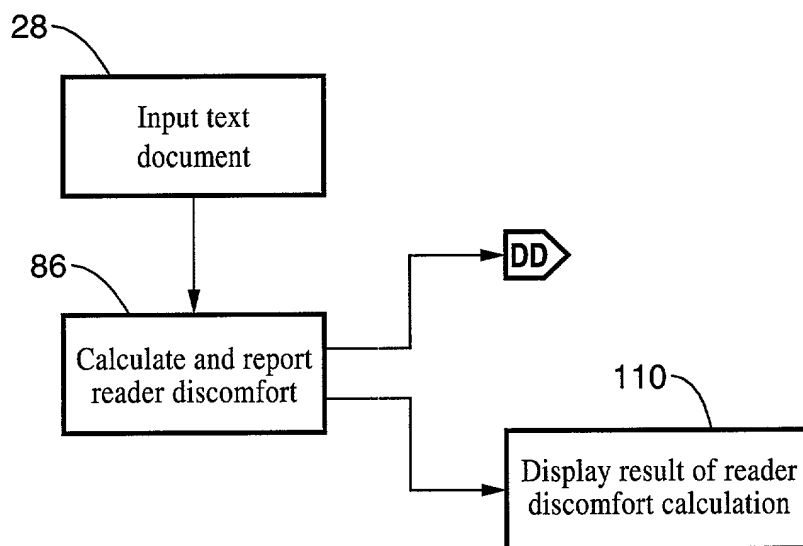 28
Input text
document
DD
86
Calculate and report
reader discomfort
110
Display result of reader
discomfort calculation